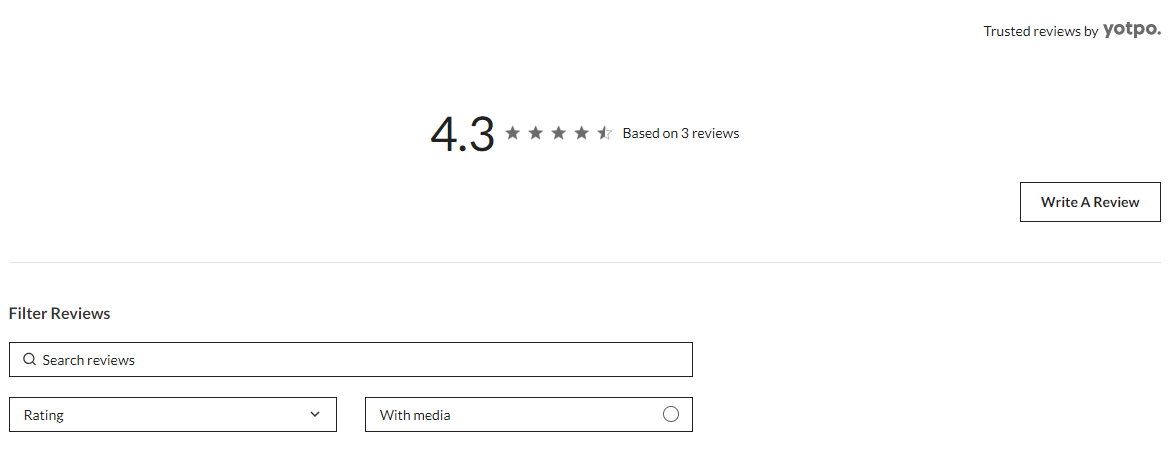 Trusted reviews by yotpo.
4.3 Based on 3 reviews
Write A Review
Filter Reviews
Search reviews
Rating With media